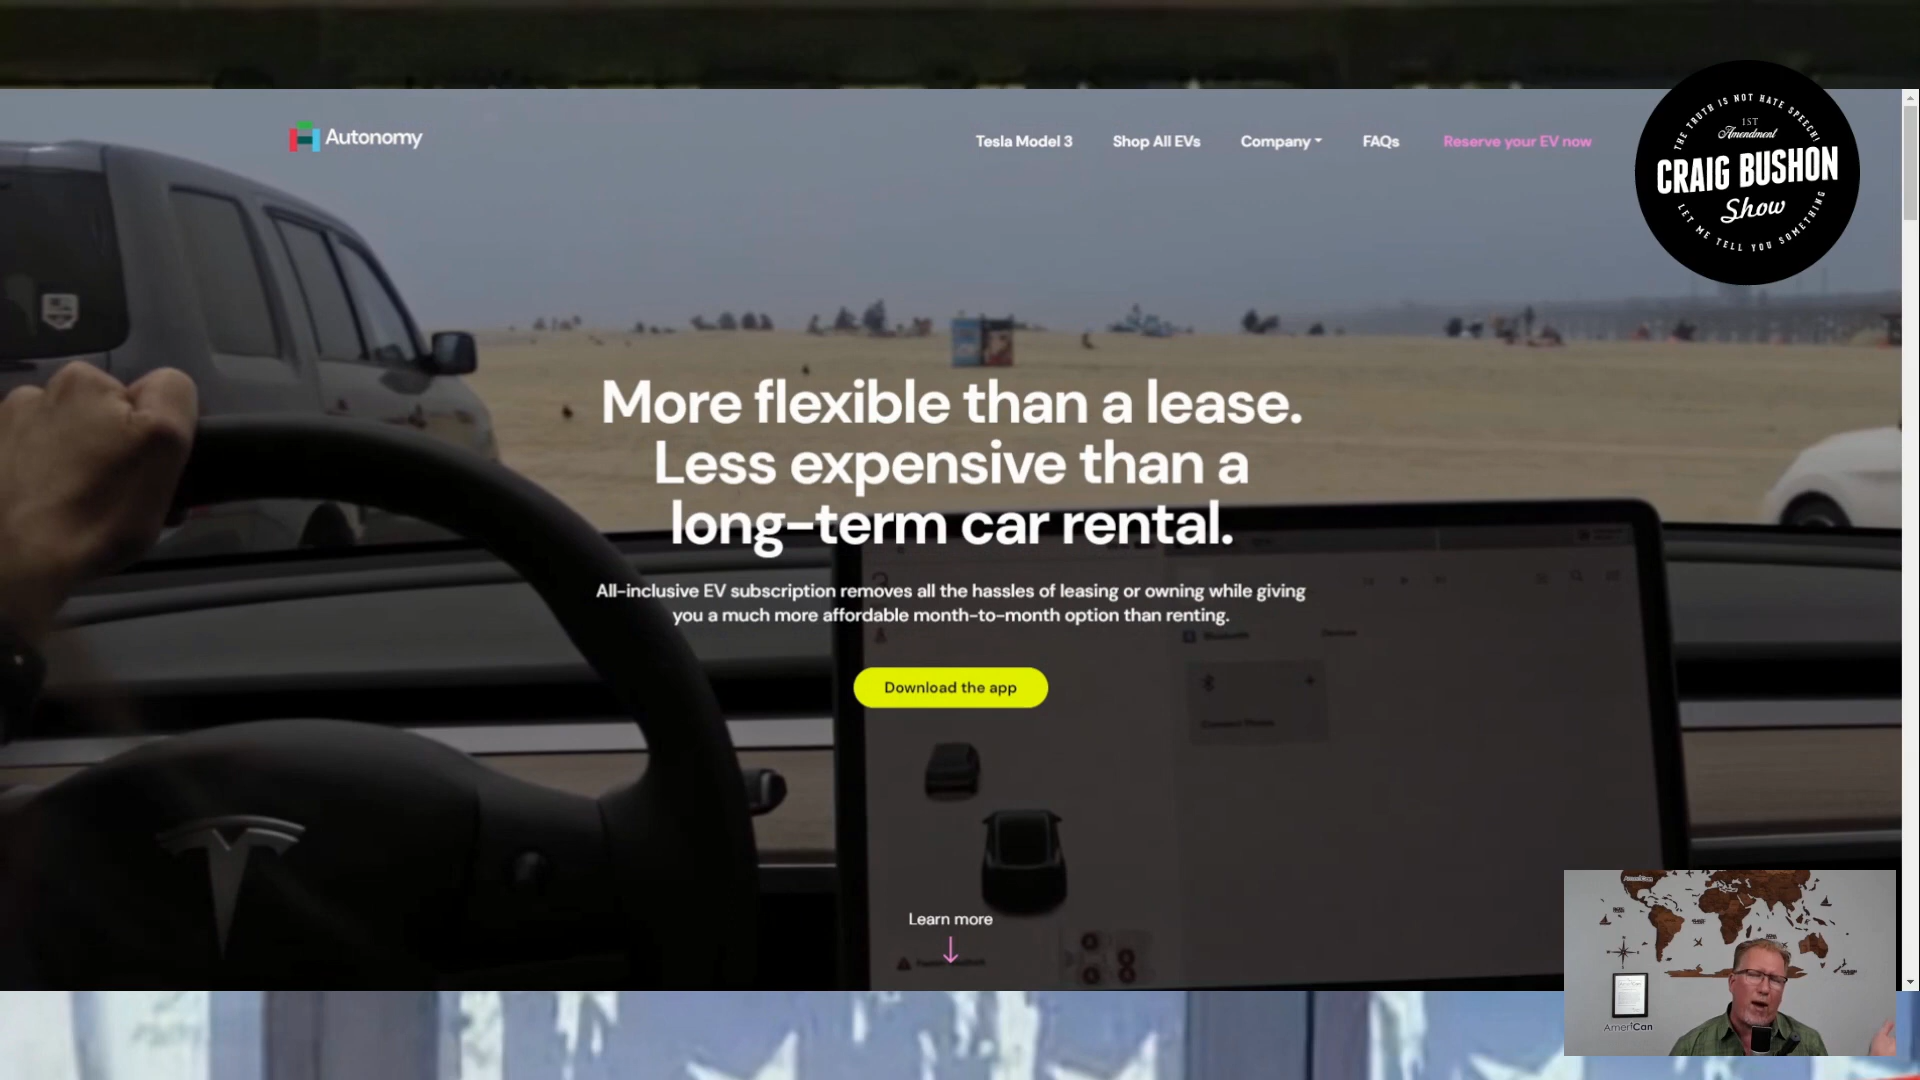 Autonomy
Tesla Model 3
Shop All EVs
Company
FAQs
Reserve your EV now
THE TRUTH IS NOT HATE SPEECH!
1ST
Amendment
CRAIG BUSHON
Show
LET ME TELL YOU SOMETHING
More flexible than a lease.
Less expensive than a
long-term car rental.
All-inclusive EV subscription removes all the hassles of leasing or owning while giving
you a much more affordable month-to-month option than renting.
Bluetooth
Download the app
Learn more
AmeriCan